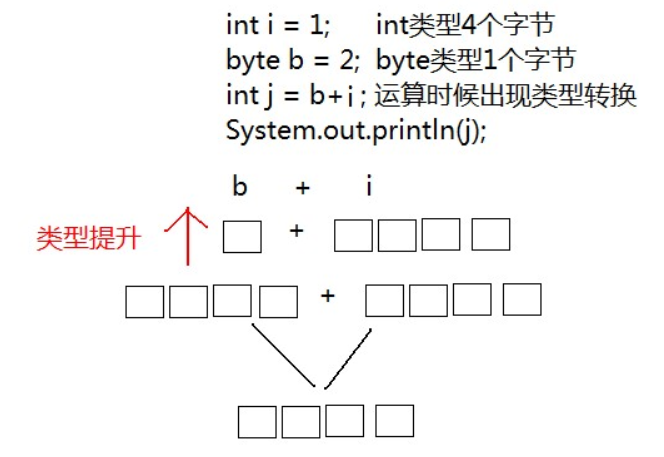 int i = 1; int类型4个字节
byte b = 2; byte类型1个字节
int j = b+i; 运算时候出现类型转换
System.out.println(j);
b + i
类型提升
+
+